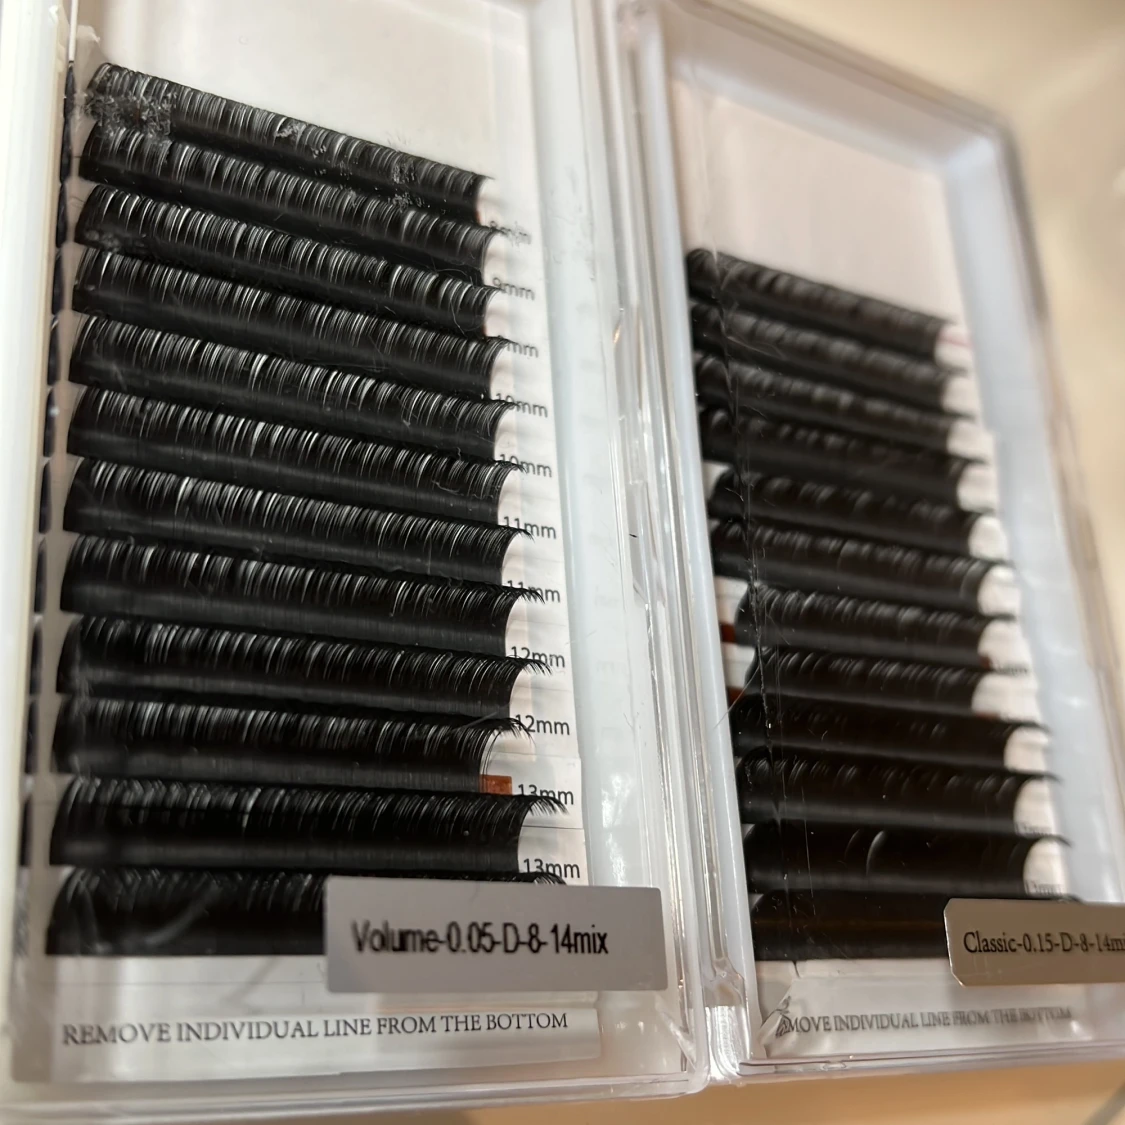 9mm
10mm
10mm
11mm
11mm
12mm
12mm
13mm
13mm
Volume-0.05-D-8-14mix
REMOVE INDIVIDUAL LINE FROM THE BOTTOM
Classic-0.15-D-8-14mi
MOVE INDIVIDUAL LINE FROM THE BOTTOM